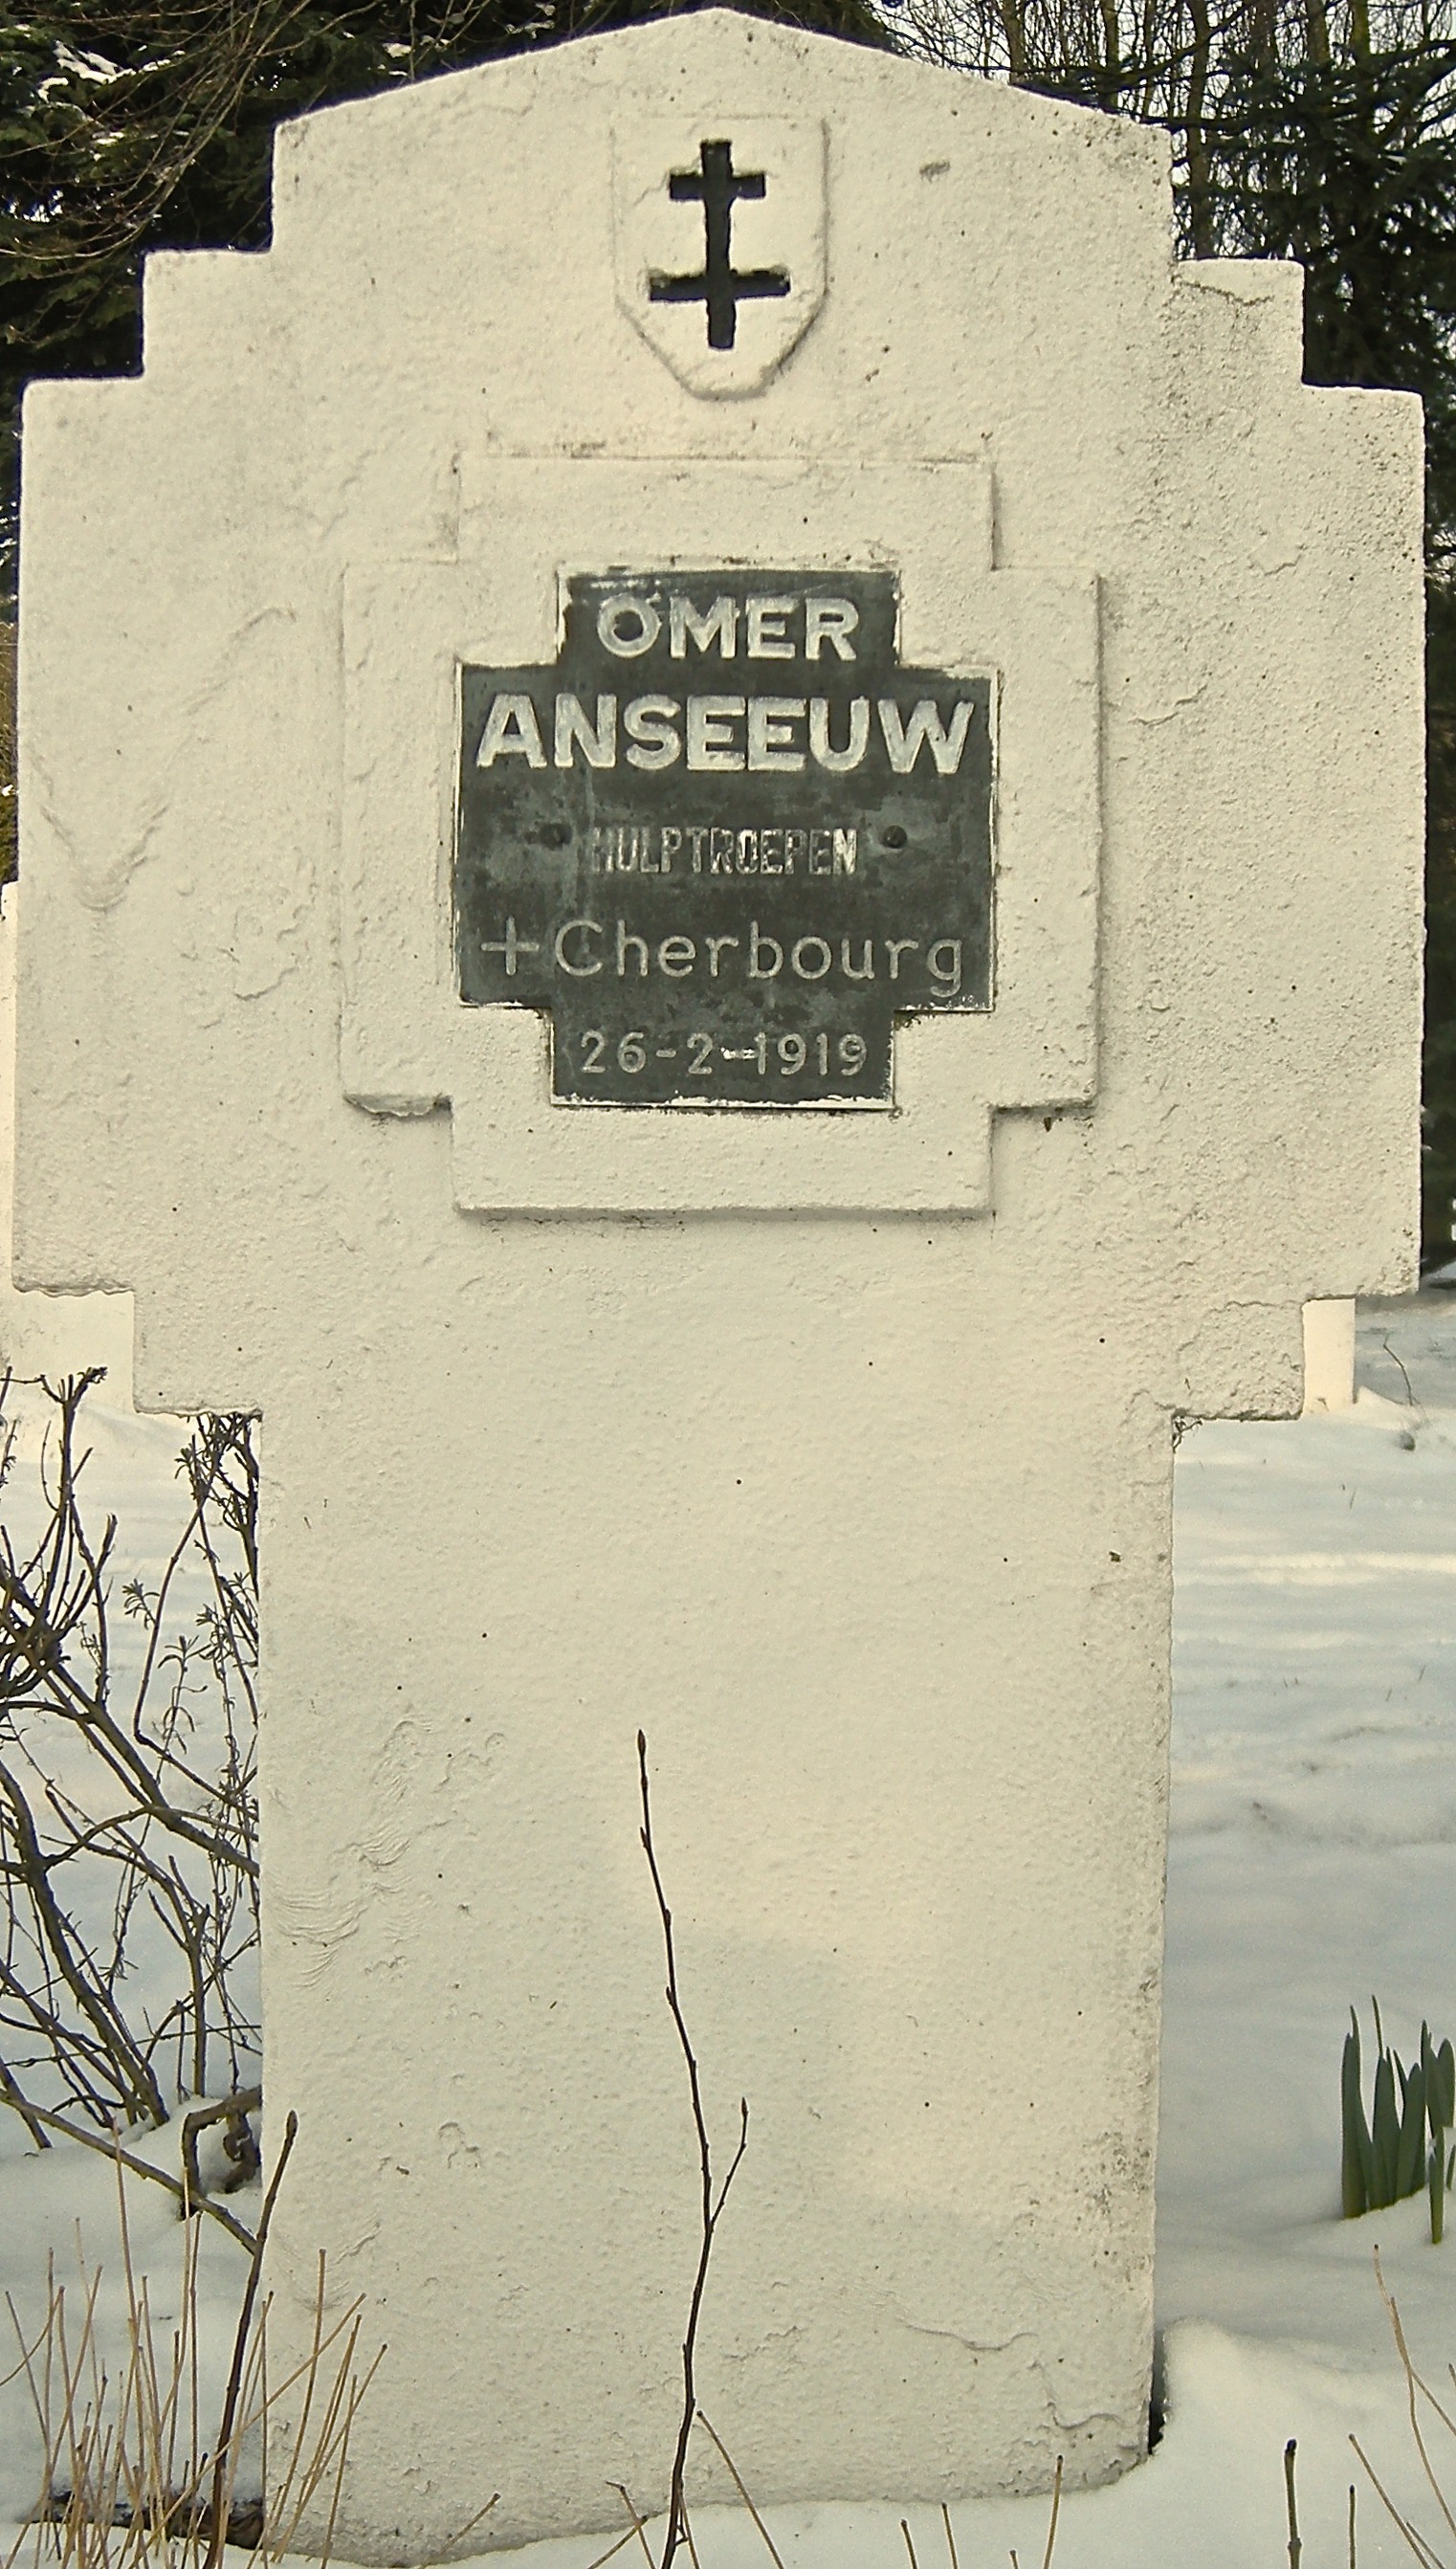 OMER
ANSEEUW
HULPTROEPEN
+Cherbourg
26-2-1919